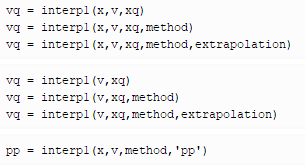 vq = interp1(x,v,xq)
vq = interp1(x,v,xq,method)
vq = interp1(x,v,xq,method,extrapolation)
vq = interp1(v,xq)
vq = interp1(v,xq,method)
vq = interp1(v,xq,method,extrapolation)
pp = interp1(x,v,method,'pp')